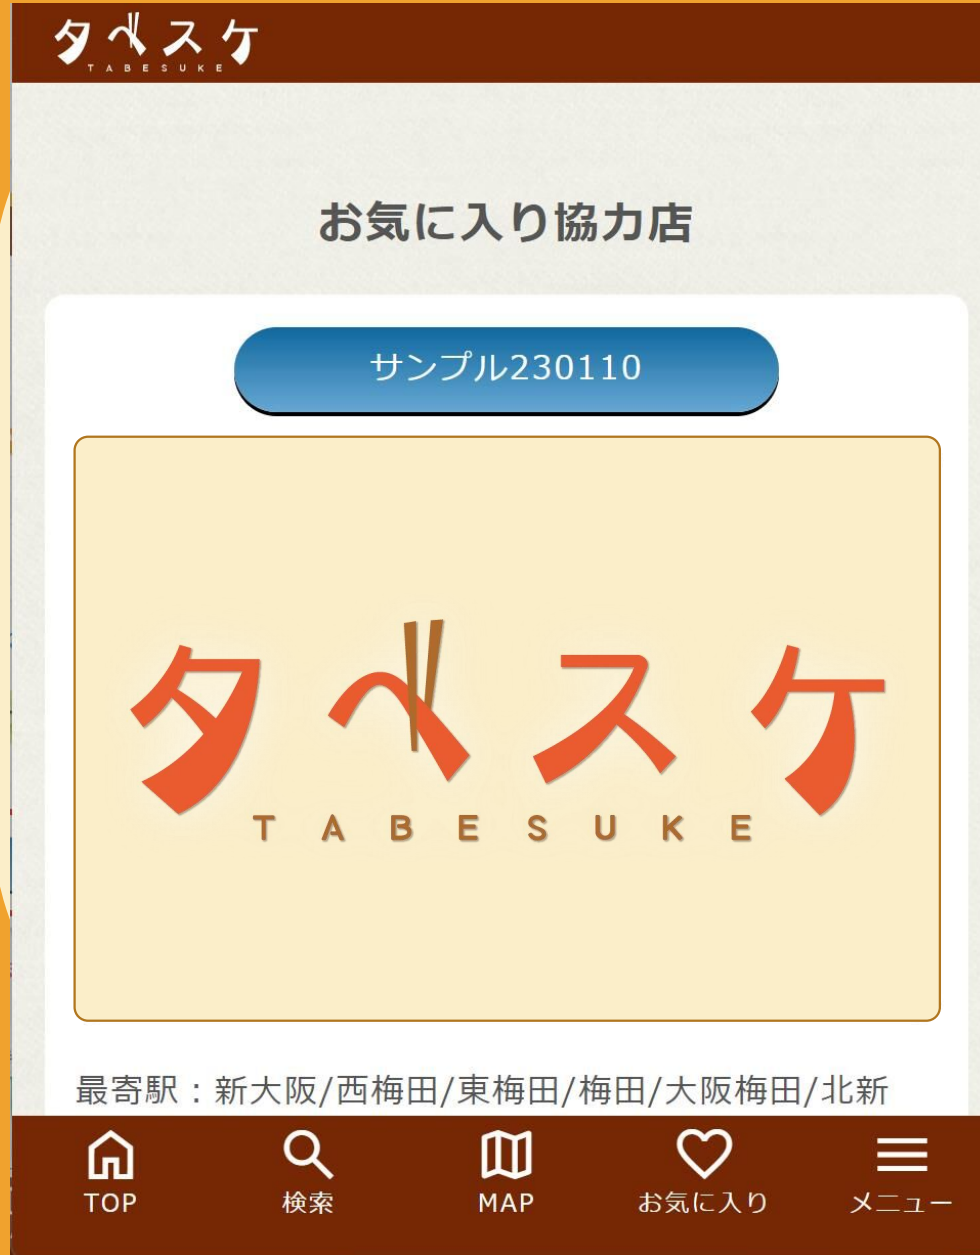 タベスケ
TABESUKE
お気に入り協力店
サンプル230110
タベスケ
TABESUKE
最寄駅：新大阪/西梅田/東梅田/梅田/大阪梅田/北新
TOP 検索 MAP お気に入り メニュー